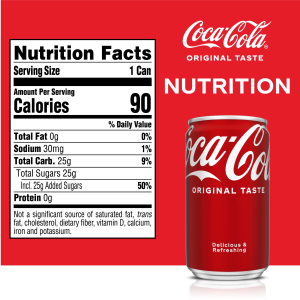 Nutrition Facts
Serving Size 1 Can
Amount Per Serving
Calories 90
% Daily Value
Total Fat 0g 0%
Sodium 30mg 1%
Total Carb. 25g 9%
Total Sugars 25g
Incl. 25g Added Sugars 50%
Protein 0g
Not a significant source of saturated fat, trans
fat, cholesterol, dietary fiber, vitamin D, calcium,
iron and potassium.
Coca-Cola®
ORIGINAL TASTE
NUTRITION
Coca-Co
ORIGINAL TASTE
Delicious &
Refreshing